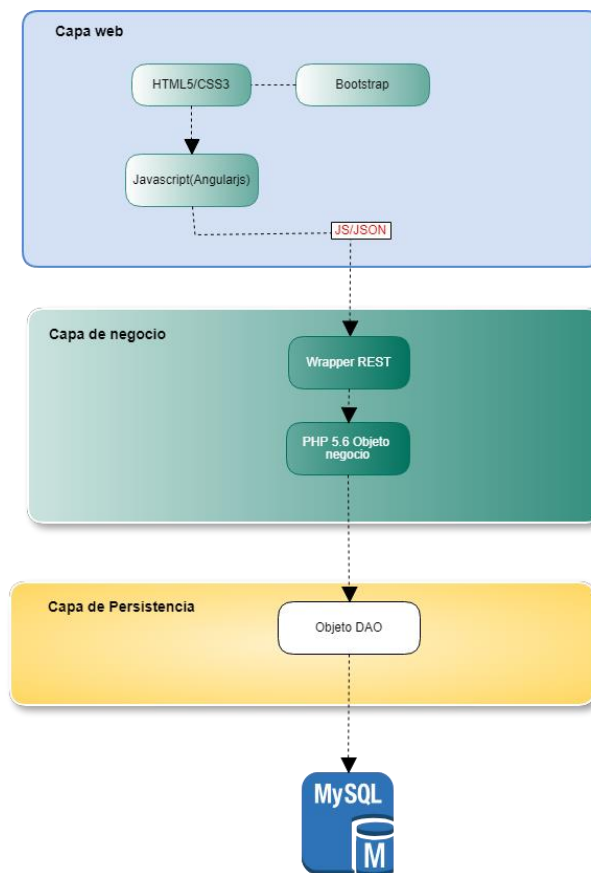 Capa web
HTML5/CSS3
Bootstrap
Javascript(Angularjs)
JS/JSON
Capa de negocio
Wrapper REST
PHP 5.6 Objeto
negocio
Capa de Persistencia
Objeto DAO
MySQL
M